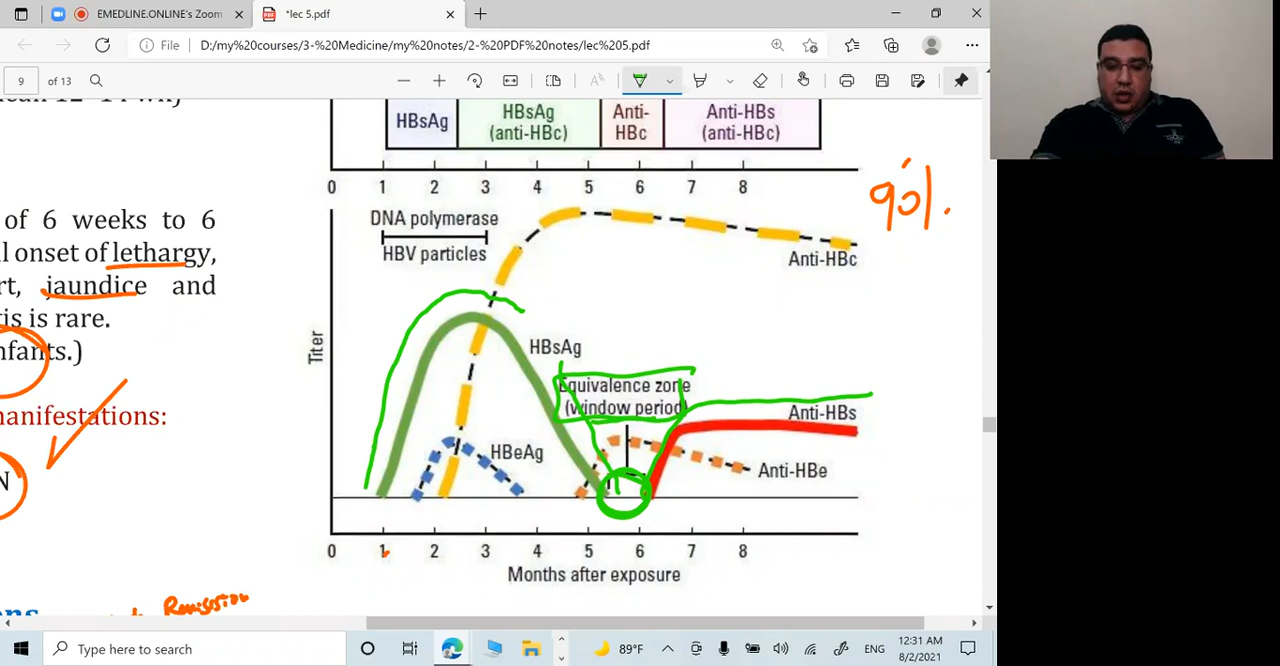 EMEDLINE.ONLINE's Zoom
*lec 5.pdf
File
D:/my%20courses/3-%20Medicine/my%20notes/2-%20PDF%20notes/lec%205.pdf
9 of 13
HBsAg
HBsAg
(anti-HBc)
Anti-
HBc
Anti-HBs
(anti-HBc)
0 1 2 3 4 5 6 7 8
90%.
of 6 weeks to 6
l onset of lethargy,
rt, jaundice and
tis is rare.
nfants.)
manifestations:
N
DNA polymerase
HBV particles
Anti-HBc
Titer
HBsAg
Equivalence zone
(window period)
Anti-HBs
HBeAg
Anti-HBe
0 1 2 3 4 5 6 7 8
Months after exposure
Remission
Type here to search
89°F
ENG
12:31 AM
8/2/2021